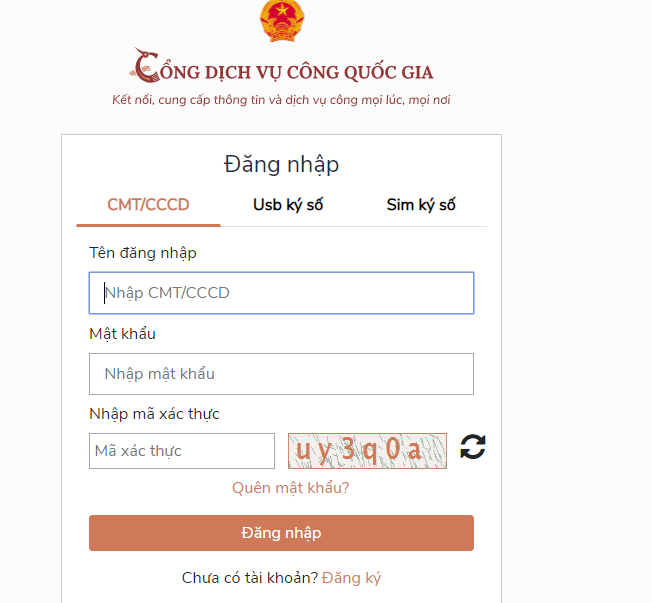 CỔNG DỊCH VỤ CÔNG QUỐC GIA
Kết nối, cung cấp thông tin và dịch vụ công mọi lúc, mọi nơi
Đăng nhập
CMT/CCCD Usb ký số Sim ký số
Tên đăng nhập
Nhập CMT/CCCD
Mật khẩu
Nhập mật khẩu
Nhập mã xác thực
Mã xác thực uy3q0a
Quên mật khẩu?
Đăng nhập
Chưa có tài khoản? Đăng ký